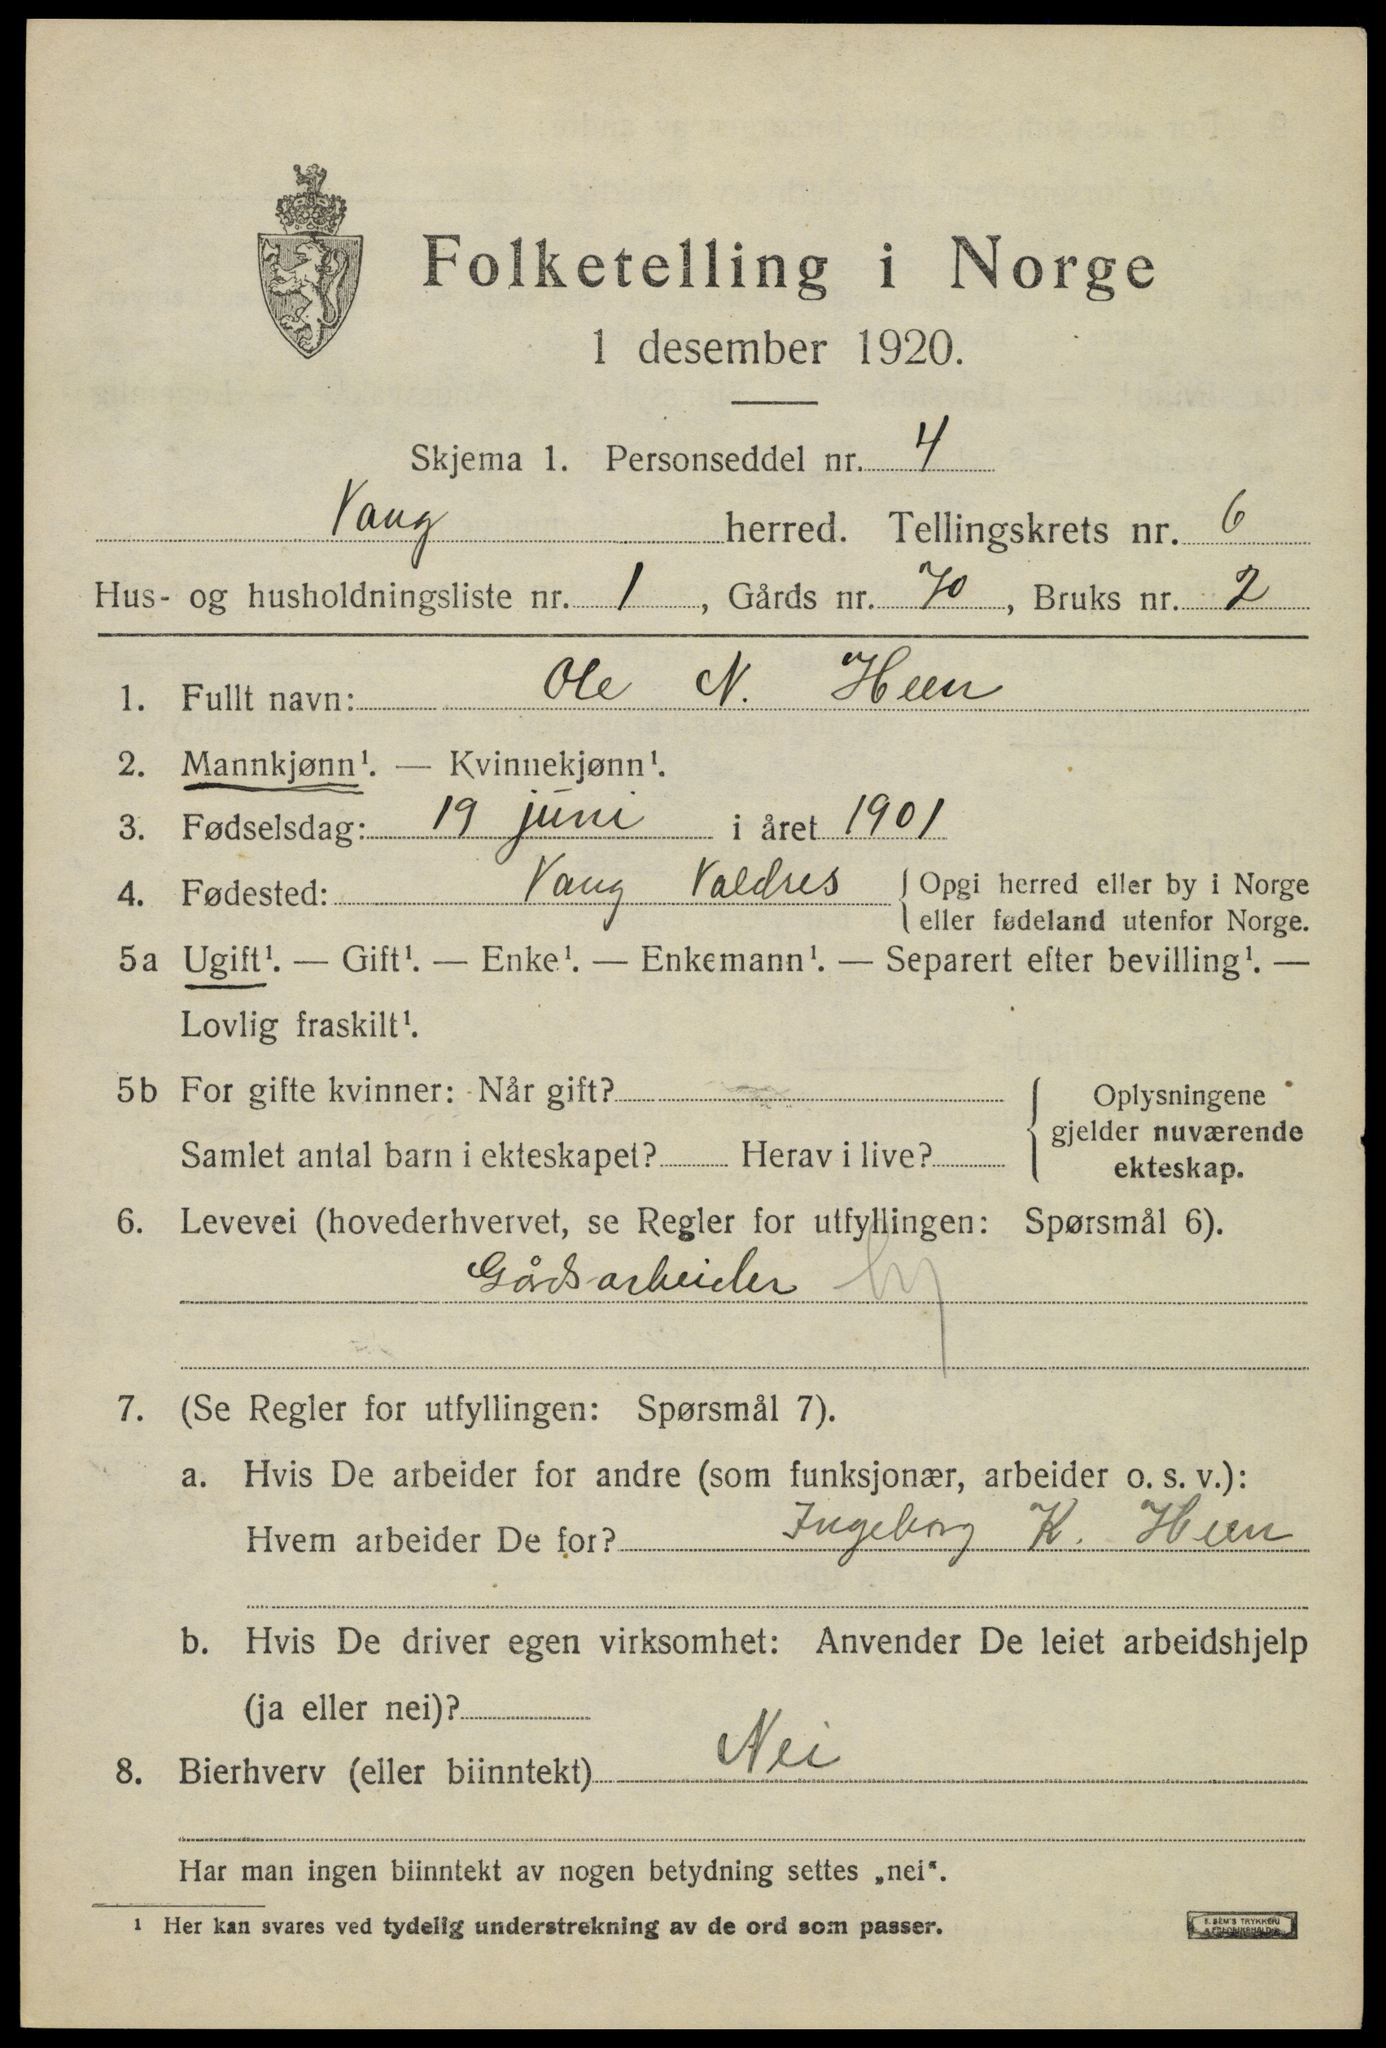 Folketelling i Norge
1 desember 1920.
Skjema 1. Personseddel nr. 4
Vang herred. Tellingskrets nr. 6
Hus- og husholdningsliste nr. 1, Gårds nr. 70, Bruks nr. 2
1. Fullt navn: Ole N. Heen
2. Mannkjønn¹. — Kvinnekjønn¹.
3. Fødselsdag: 19 juni i året 1901
4. Fødested: Vang Valdres { Opgi herred eller by i Norge
eller fødeland utenfor Norge.
5a Ugift¹. — Gift¹. — Enke¹. — Enkemann¹. — Separert efter bevilling¹. —
Lovlig fraskilt¹.
5b For gifte kvinner: Når gift? { Oplysningene
gjelder nuværende
Samlet antal barn i ekteskapet? Herav i live? ekteskap.
6. Levevei (hovederhvervet, se Regler for utfyllingen: Spørsmål 6).
Gårdsarbeider
7. (Se Regler for utfyllingen: Spørsmål 7).
a. Hvis De arbeider for andre (som funksjonær, arbeider o. s. v.):
Hvem arbeider De for? Ingeborg K. Heen
b. Hvis De driver egen virksomhet: Anvender De leiet arbeidshjelp
(ja eller nei)?
8. Bierhverv (eller biinntekt) Nei
Har man ingen biinntekt av nogen betydning settes „nei“.
¹ Her kan svares ved tydelig understrekning av de ord som passer.
E. SEM'S TRYKKERI
FREDRIKSHALD